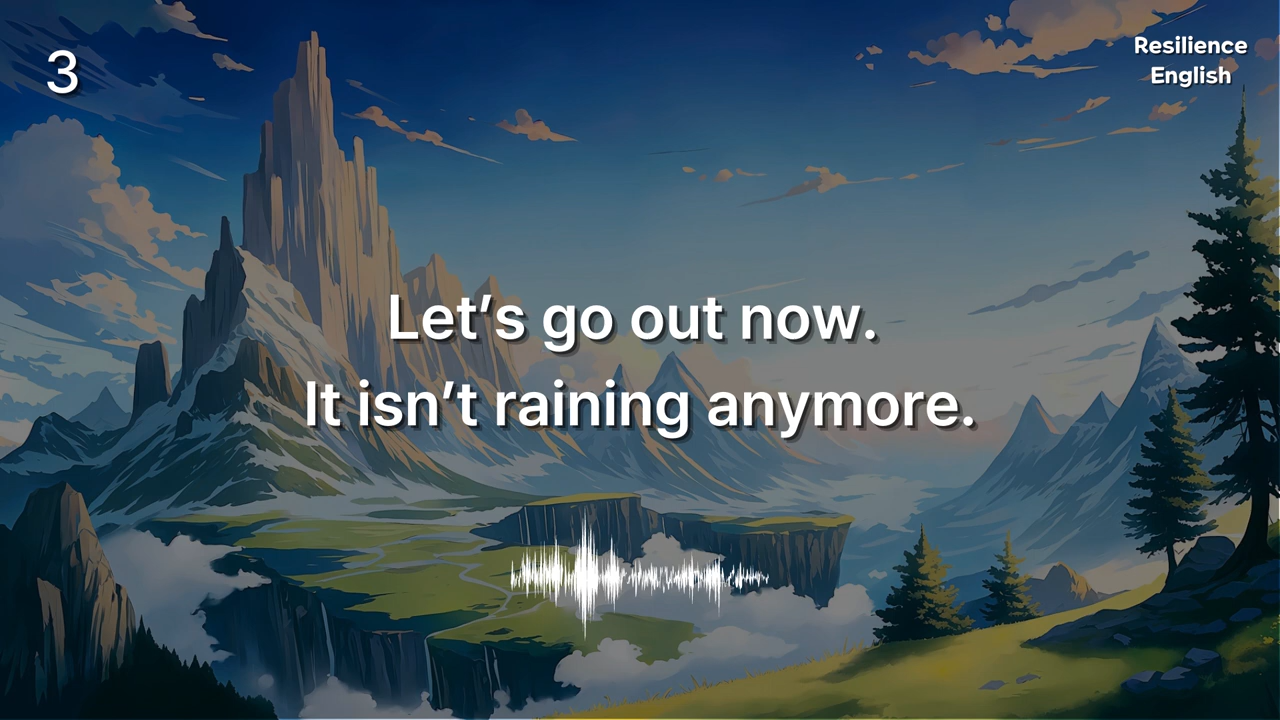 3
Resilience
English
Let’s go out now.
It isn’t raining anymore.